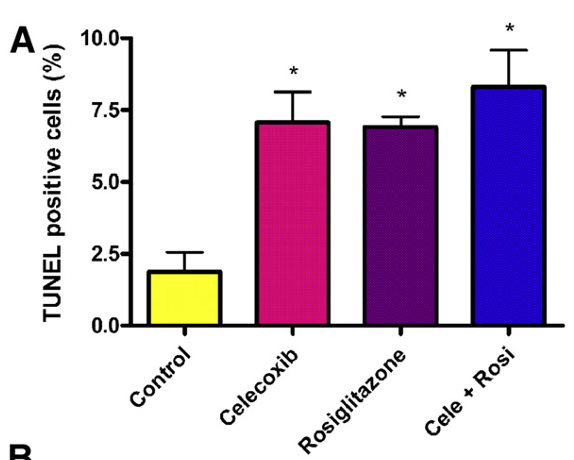 A
TUNEL positive cells (%)
10.0
7.5
5.0
2.5
0.0
*
*
*
Control
Celecoxib
Rosiglitazone
Cele + Rosi
B